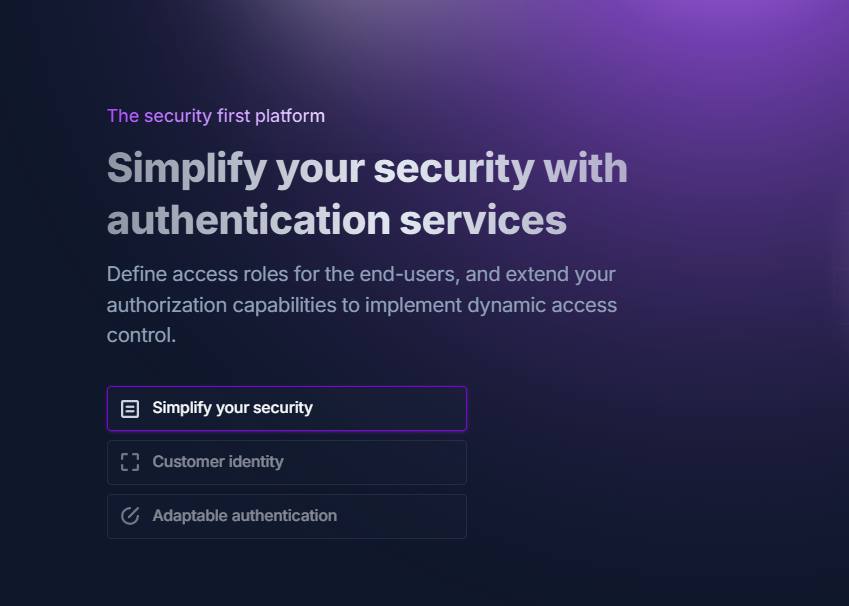 The security first platform
Simplify your security with
authentication services
Define access roles for the end-users, and extend your
authorization capabilities to implement dynamic access
control.
Simplify your security
Customer identity
Adaptable authentication